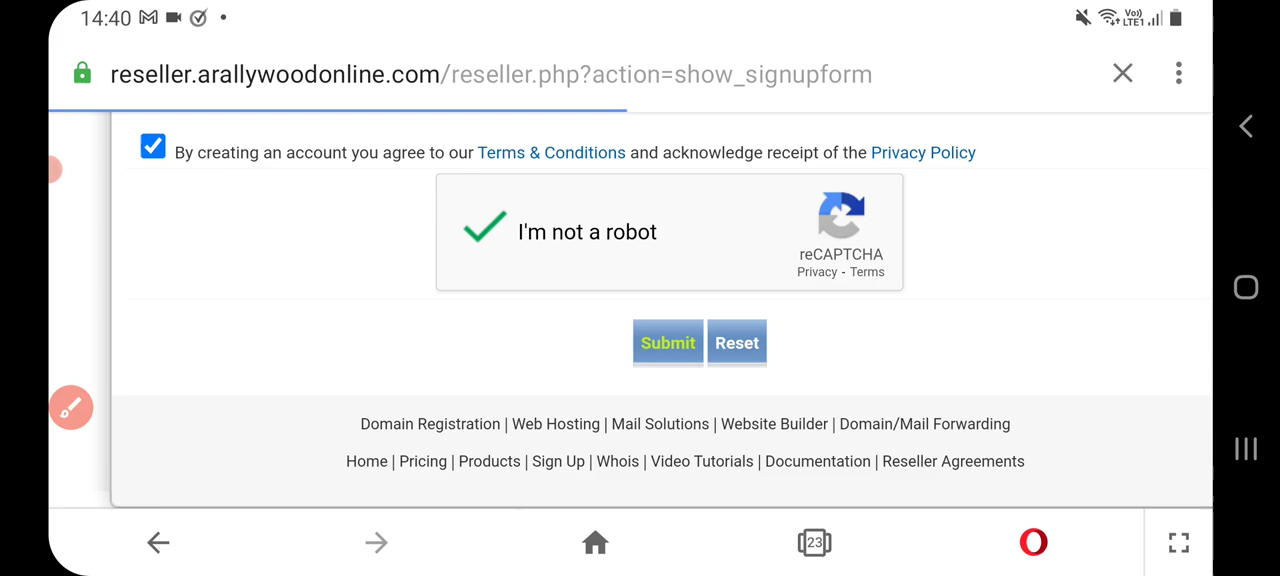 14:40
Vo))
LTE1
reseller.arallywoodonline.com/reseller.php?action=show_signupform
By creating an account you agree to our Terms & Conditions and acknowledge receipt of the Privacy Policy
I'm not a robot
reCAPTCHA
Privacy - Terms
Submit Reset
Domain Registration | Web Hosting | Mail Solutions | Website Builder | Domain/Mail Forwarding
Home | Pricing | Products | Sign Up | Whois | Video Tutorials | Documentation | Reseller Agreements
23